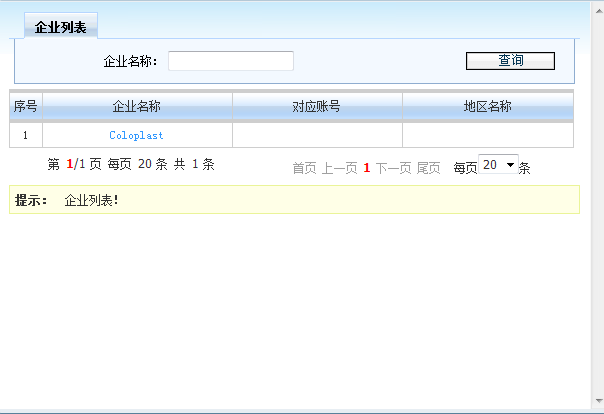 企业列表
企业名称： 查询
序号 企业名称 对应账号 地区名称
1 Coloplast
第 1/1 页 每页 20 条 共 1 条 首页 上一页 1 下一页 尾页 每页 20 条
提示： 企业列表!